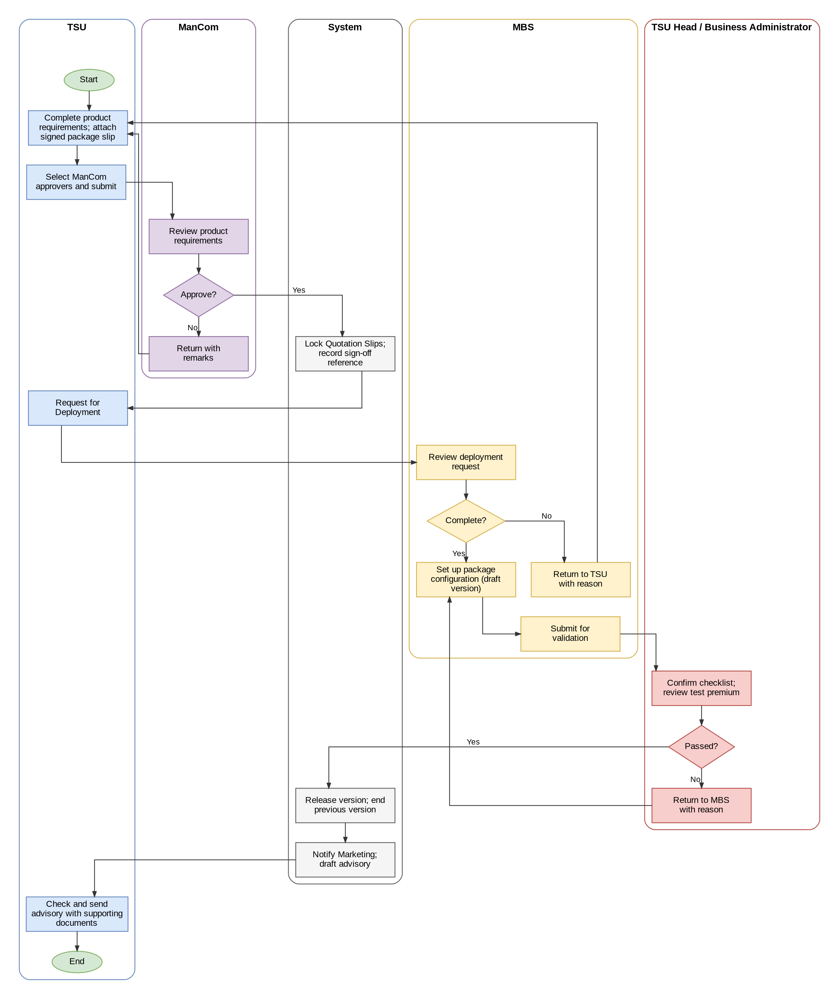 TSU
ManCom
System
MBS
TSU Head / Business Administrator
Start
Complete product
requirements; attach
signed package slip
Select ManCom
approvers and submit
Review product
requirements
Approve?
Yes
No
Return with
remarks
Lock Quotation Slips;
record sign-off
reference
Request for
Deployment
Review deployment
request
Complete?
No
Yes
Set up package
configuration (draft
version)
Return to TSU
with reason
Submit for
validation
Confirm checklist;
review test premium
Passed?
Yes
No
Release version; end
previous version
Return to MBS
with reason
Notify Marketing;
draft advisory
Check and send
advisory with supporting
documents
End